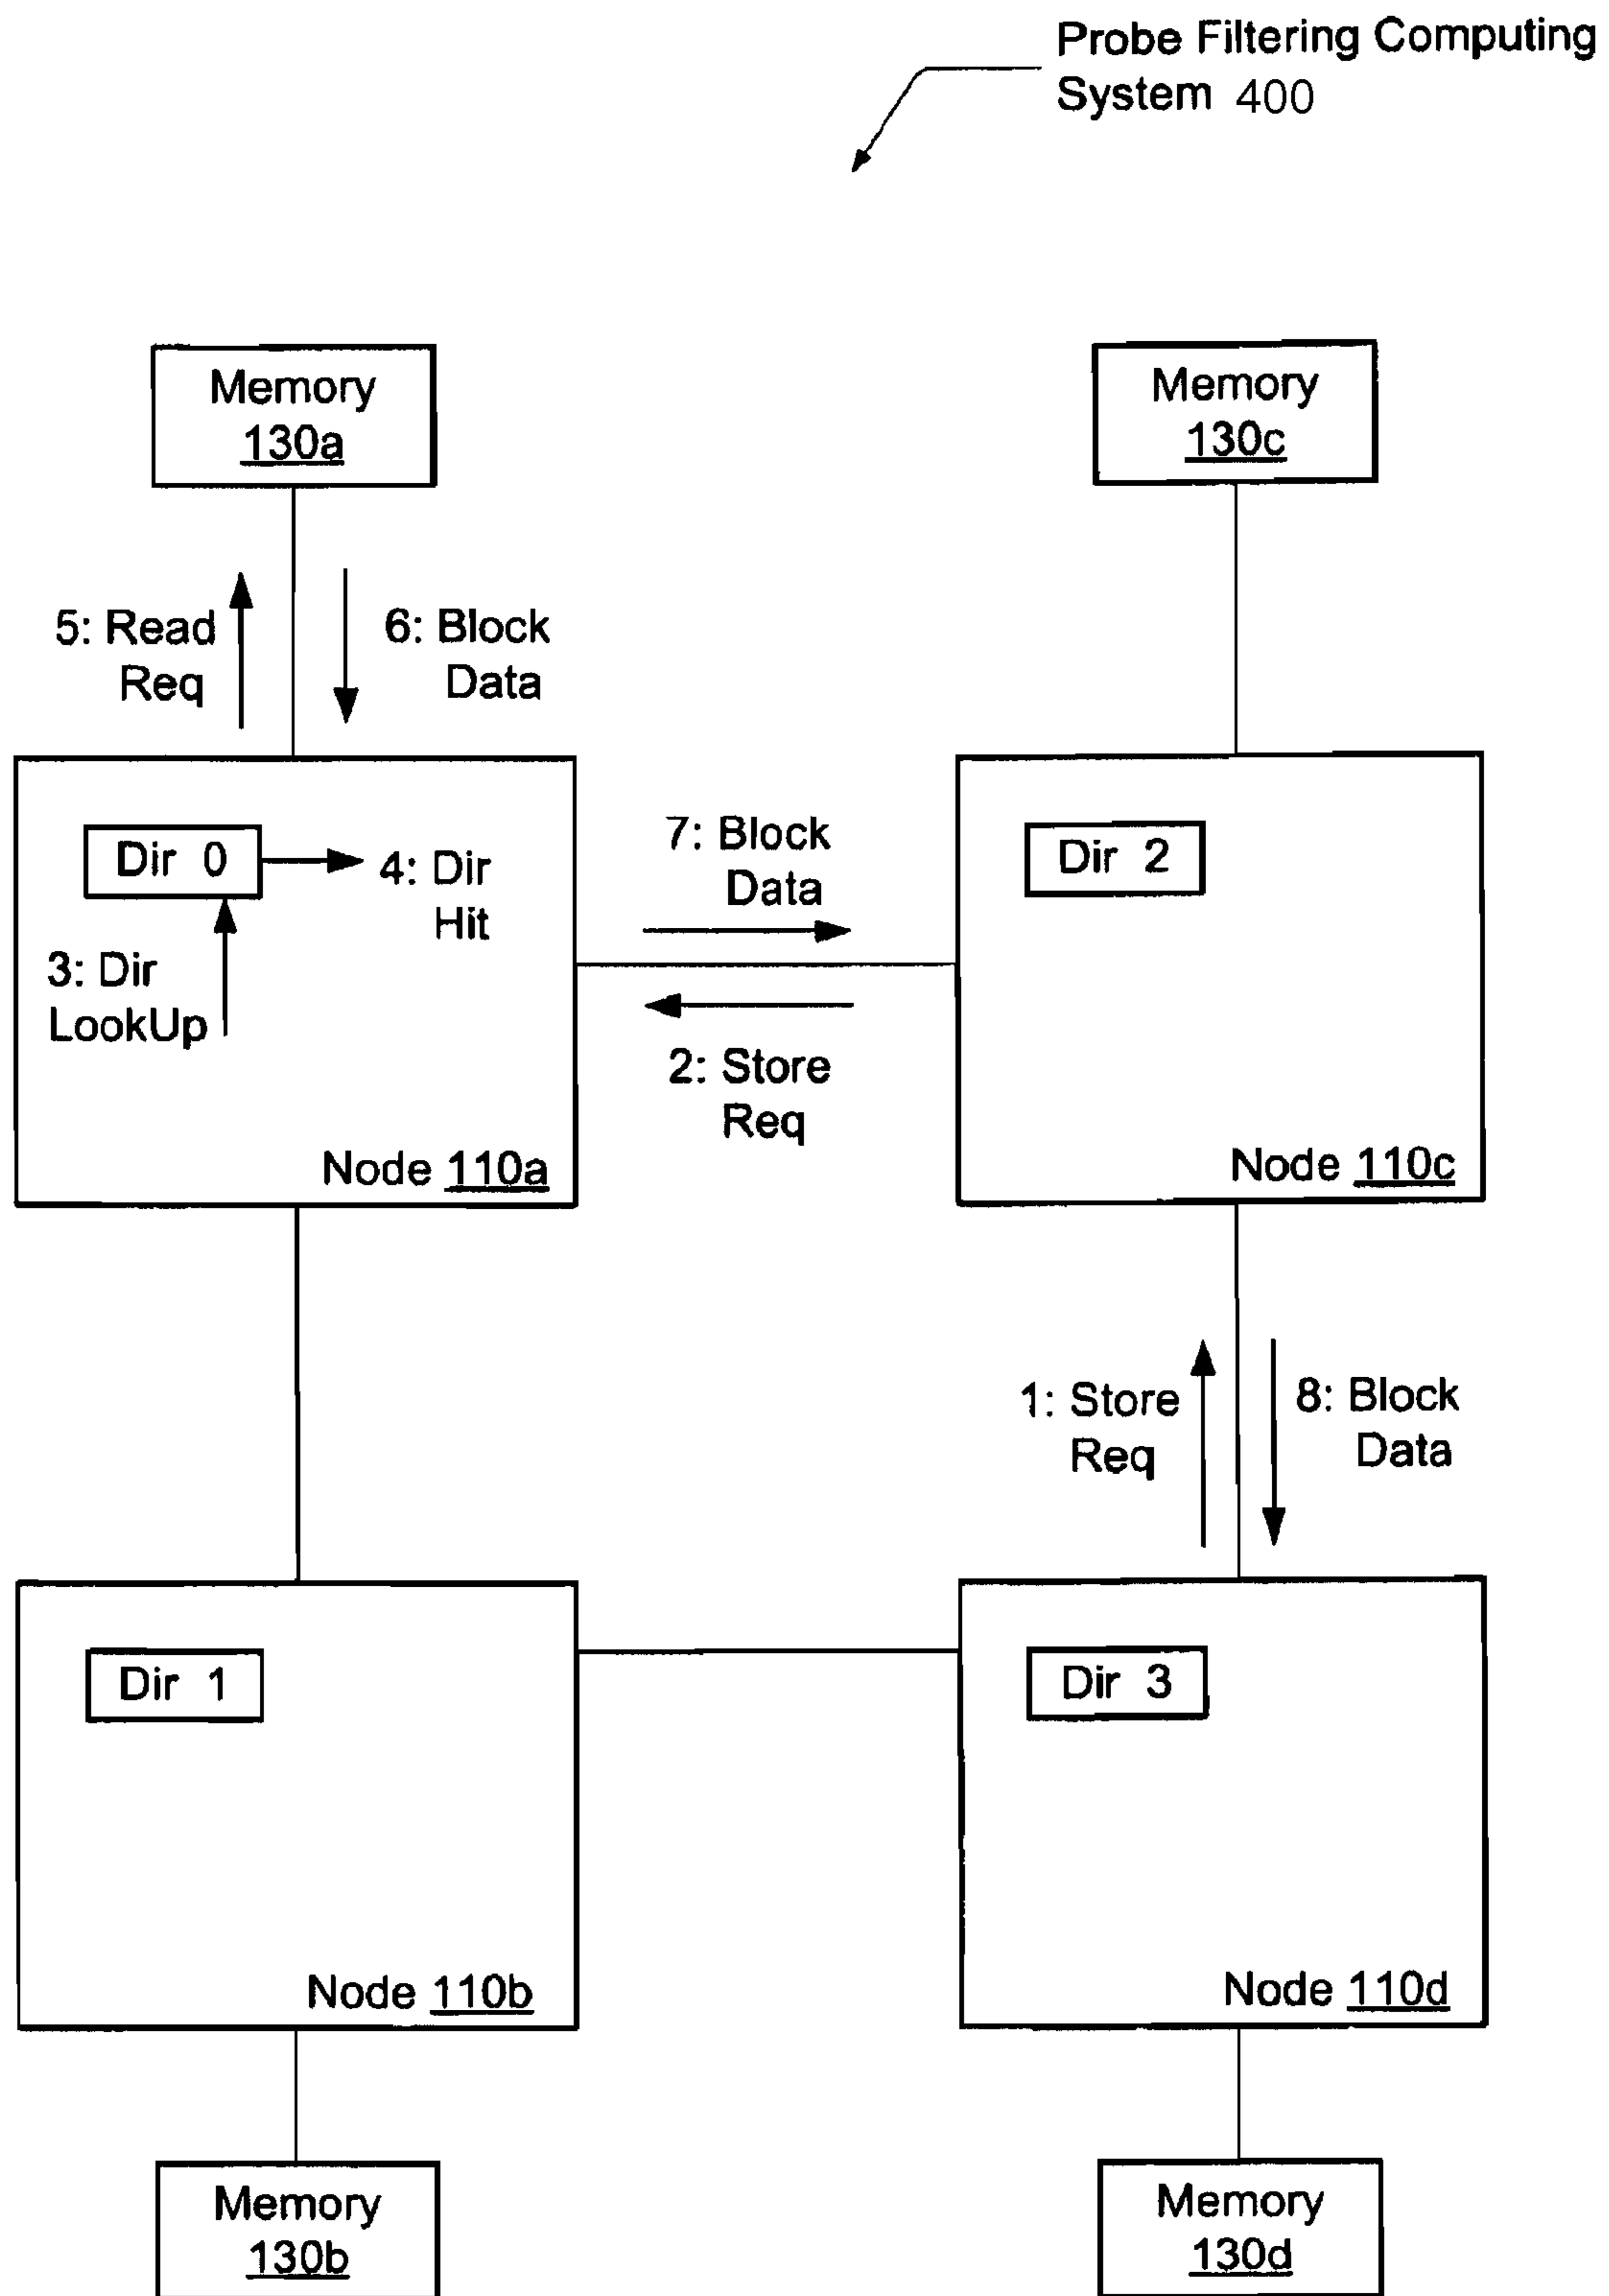 Probe Filtering Computing
System 400
Memory
130a
Memory
130c
5: Read
Req
6: Block
Data
Dir 0
4: Dir
Hit
3: Dir
LookUp
Node 110a
7: Block
Data
2: Store
Req
Dir 2
Node 110c
1: Store
Req
8: Block
Data
Dir 1
Node 110b
Dir 3
Node 110d
Memory
130b
Memory
130d